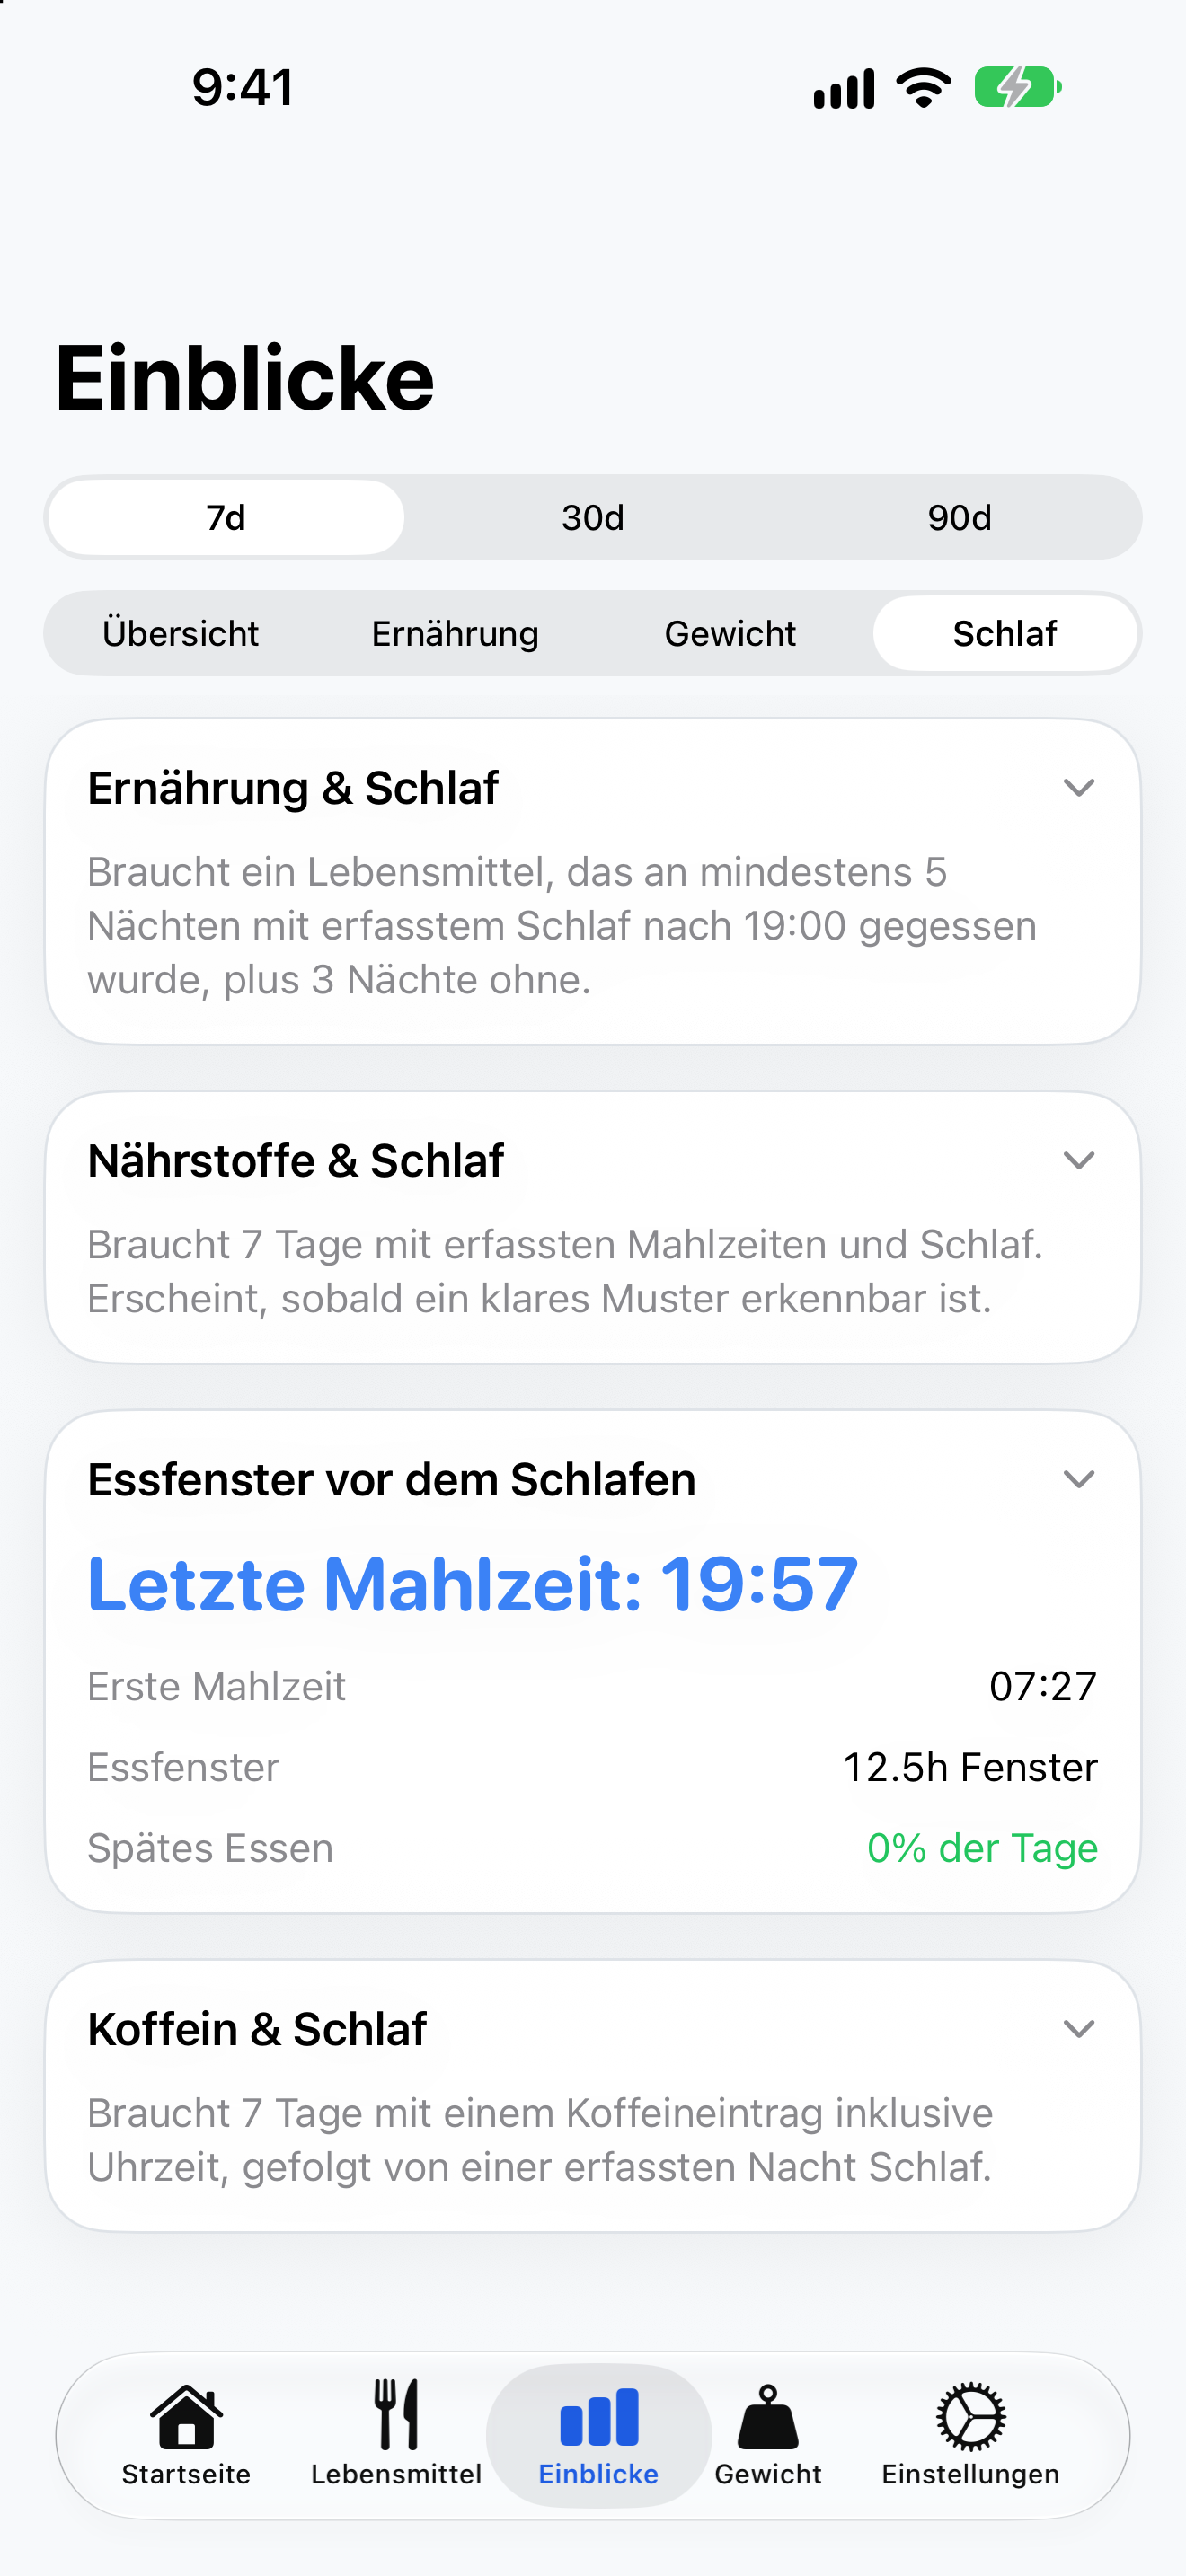 9:41
Einblicke
7d 30d 90d
Übersicht Ernährung Gewicht Schlaf
Ernährung & Schlaf
Braucht ein Lebensmittel, das an mindestens 5
Nächten mit erfasstem Schlaf nach 19:00 gegessen
wurde, plus 3 Nächte ohne.
Nährstoffe & Schlaf
Braucht 7 Tage mit erfassten Mahlzeiten und Schlaf.
Erscheint, sobald ein klares Muster erkennbar ist.
Essfenster vor dem Schlafen
Letzte Mahlzeit: 19:57
Erste Mahlzeit 07:27
Essfenster 12.5h Fenster
Spätes Essen 0% der Tage
Koffein & Schlaf
Braucht 7 Tage mit einem Koffeineintrag inklusive
Uhrzeit, gefolgt von einer erfassten Nacht Schlaf.
Startseite Lebensmittel Einblicke Gewicht Einstellungen